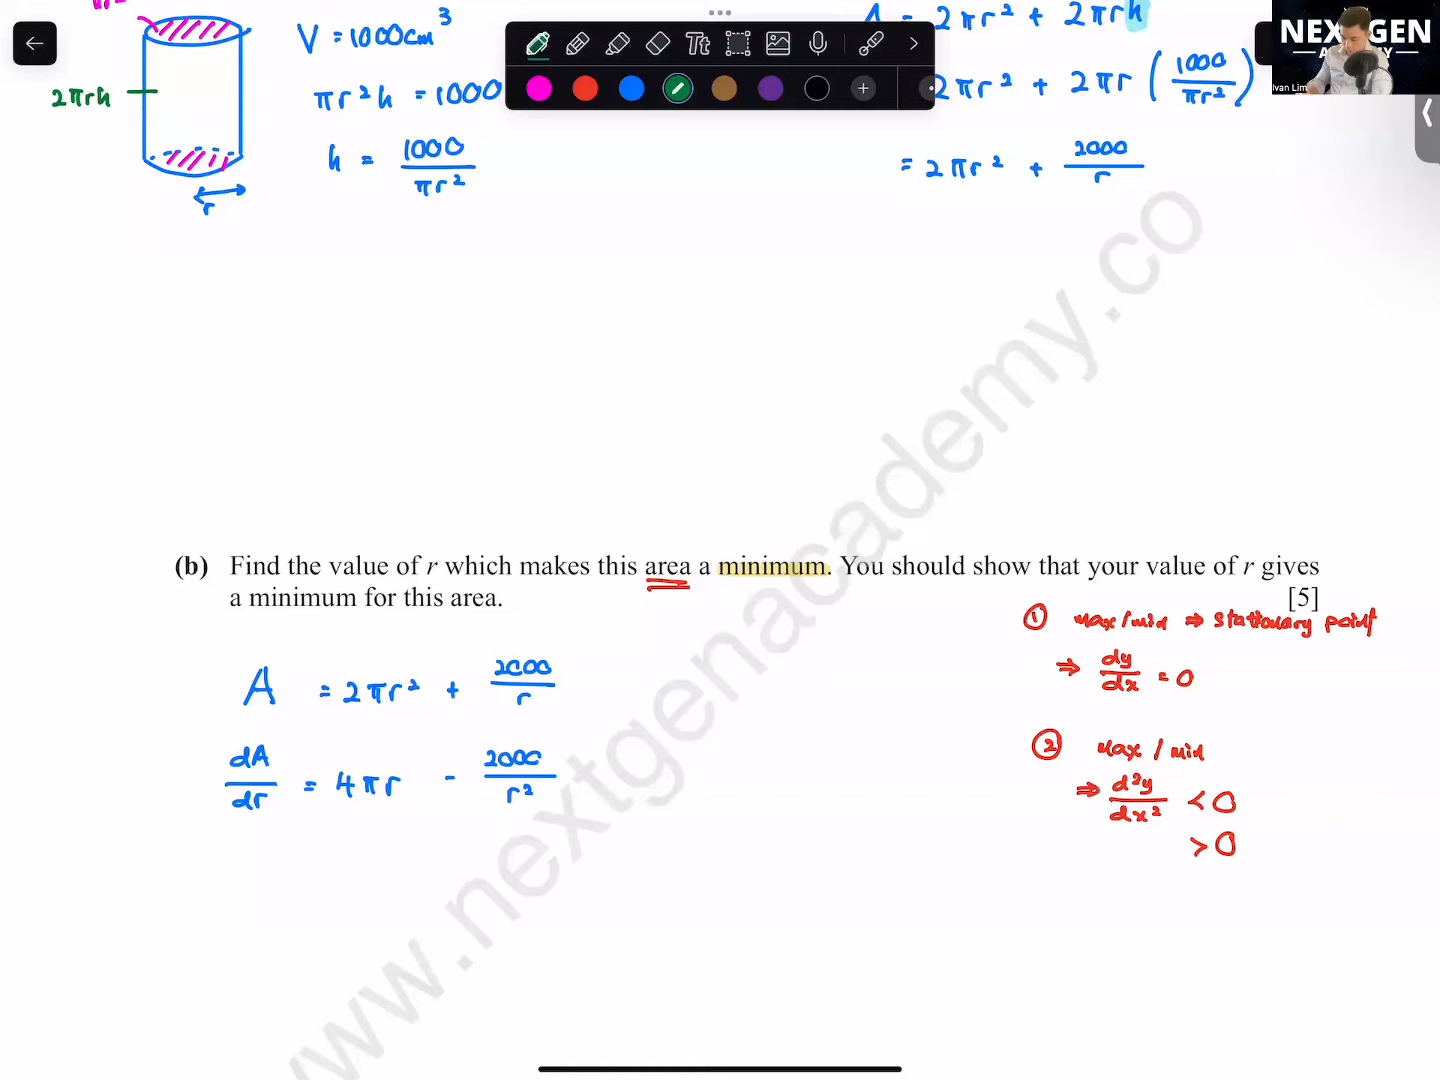 V = 1000cm³
A = 2πr² + 2πrh
2πrh
πr²h = 1000
2πr² + 2πr (1000/πr²)
h = 1000/πr²
= 2πr² + 2000/r
r
Tt
NEXTGEN
Ivan Lim
(b) Find the value of r which makes this area a minimum. You should show that your value of r gives
a minimum for this area. [5]
① max/min ⇒ stationary point
⇒ dy/dx = 0
A = 2πr² + 2000/r
② max / min
dA/dr = 4πr - 2000/r²
⇒ d²y/dx² < 0
> 0
www.nextgenacademy.co